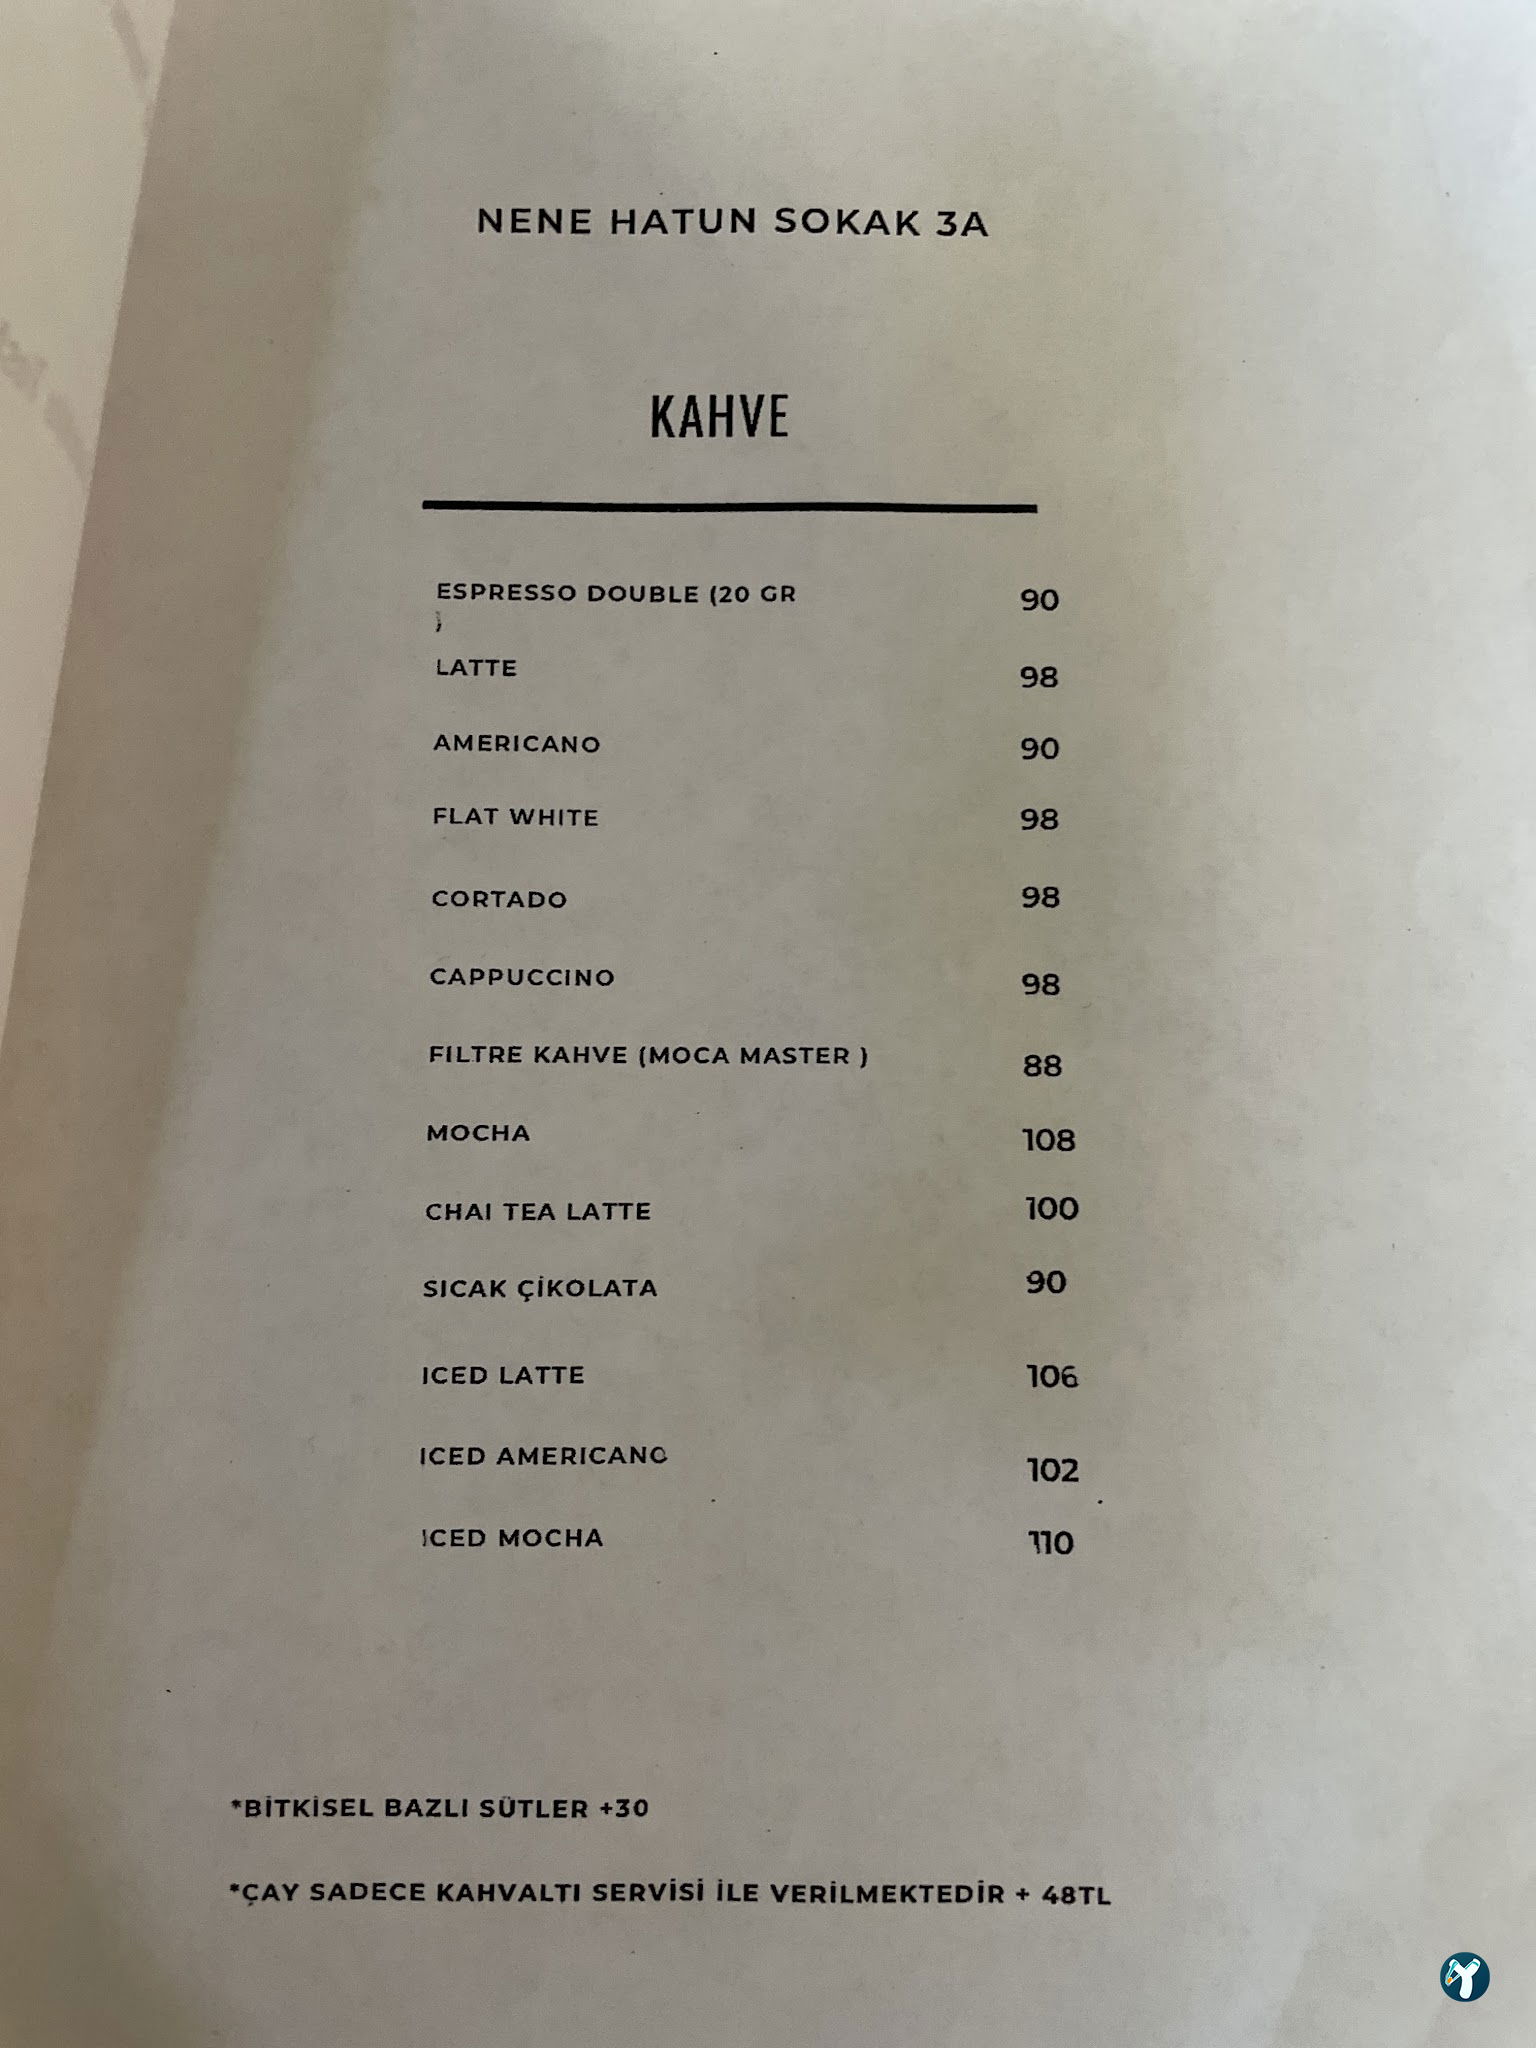 NENE HATUN SOKAK 3A
KAHVE
ESPRESSO DOUBLE (20 GR 90
)
LATTE 98
AMERICANO 90
FLAT WHITE 98
CORTADO 98
CAPPUCCINO 98
FILTRE KAHVE (MOCA MASTER ) 88
MOCHA 108
CHAI TEA LATTE 100
SICAK ÇİKOLATA 90
ICED LATTE 106
ICED AMERICANO 102
ICED MOCHA 110
*BİTKİSEL BAZLI SÜTLER +30
*ÇAY SADECE KAHVALTI SERVİSİ İLE VERİLMEKTEDİR + 48TL